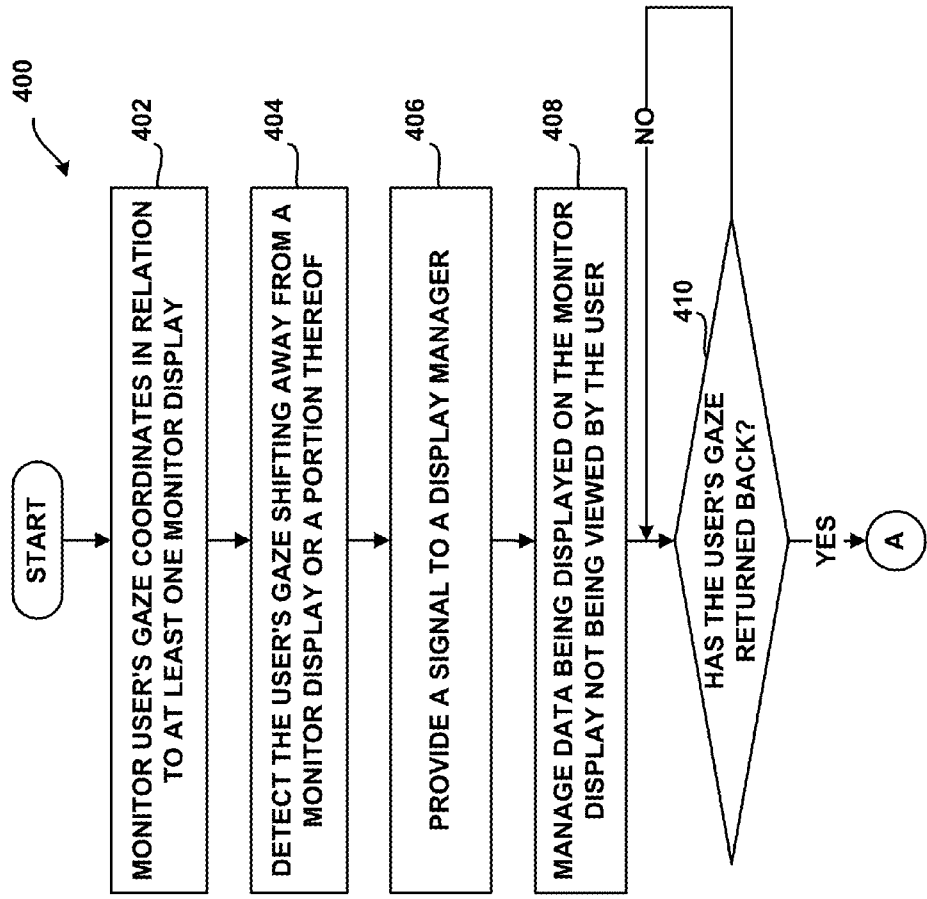 400
START
402
MONITOR USER'S GAZE COORDINATES IN RELATION
TO AT LEAST ONE MONITOR DISPLAY
404
DETECT THE USER'S GAZE SHIFTING AWAY FROM A
MONITOR DISPLAY OR A PORTION THEREOF
406
PROVIDE A SIGNAL TO A DISPLAY MANAGER
408
MANAGE DATA BEING DISPLAYED ON THE MONITOR
DISPLAY NOT BEING VIEWED BY THE USER
NO
410
HAS THE USER'S GAZE
RETURNED BACK?
YES
A